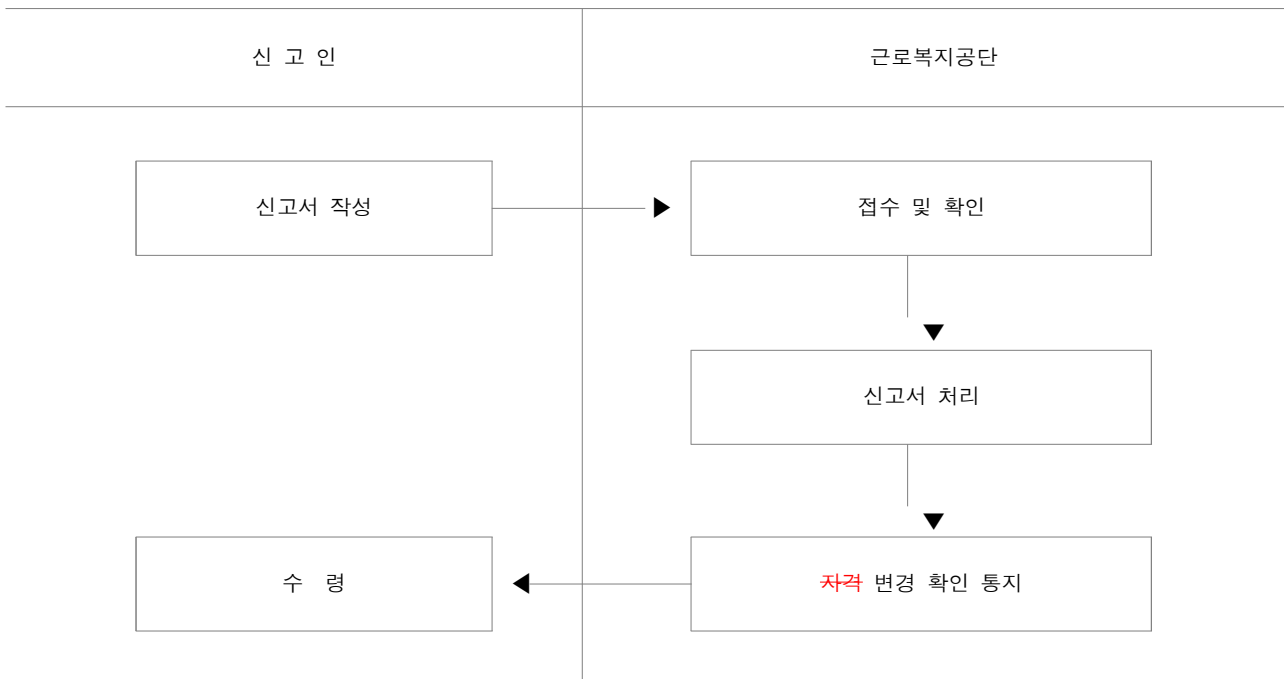 신 고 인
근로복지공단
신고서 작성
접수 및 확인
신고서 처리
수 령
자격 변경 확인 통지